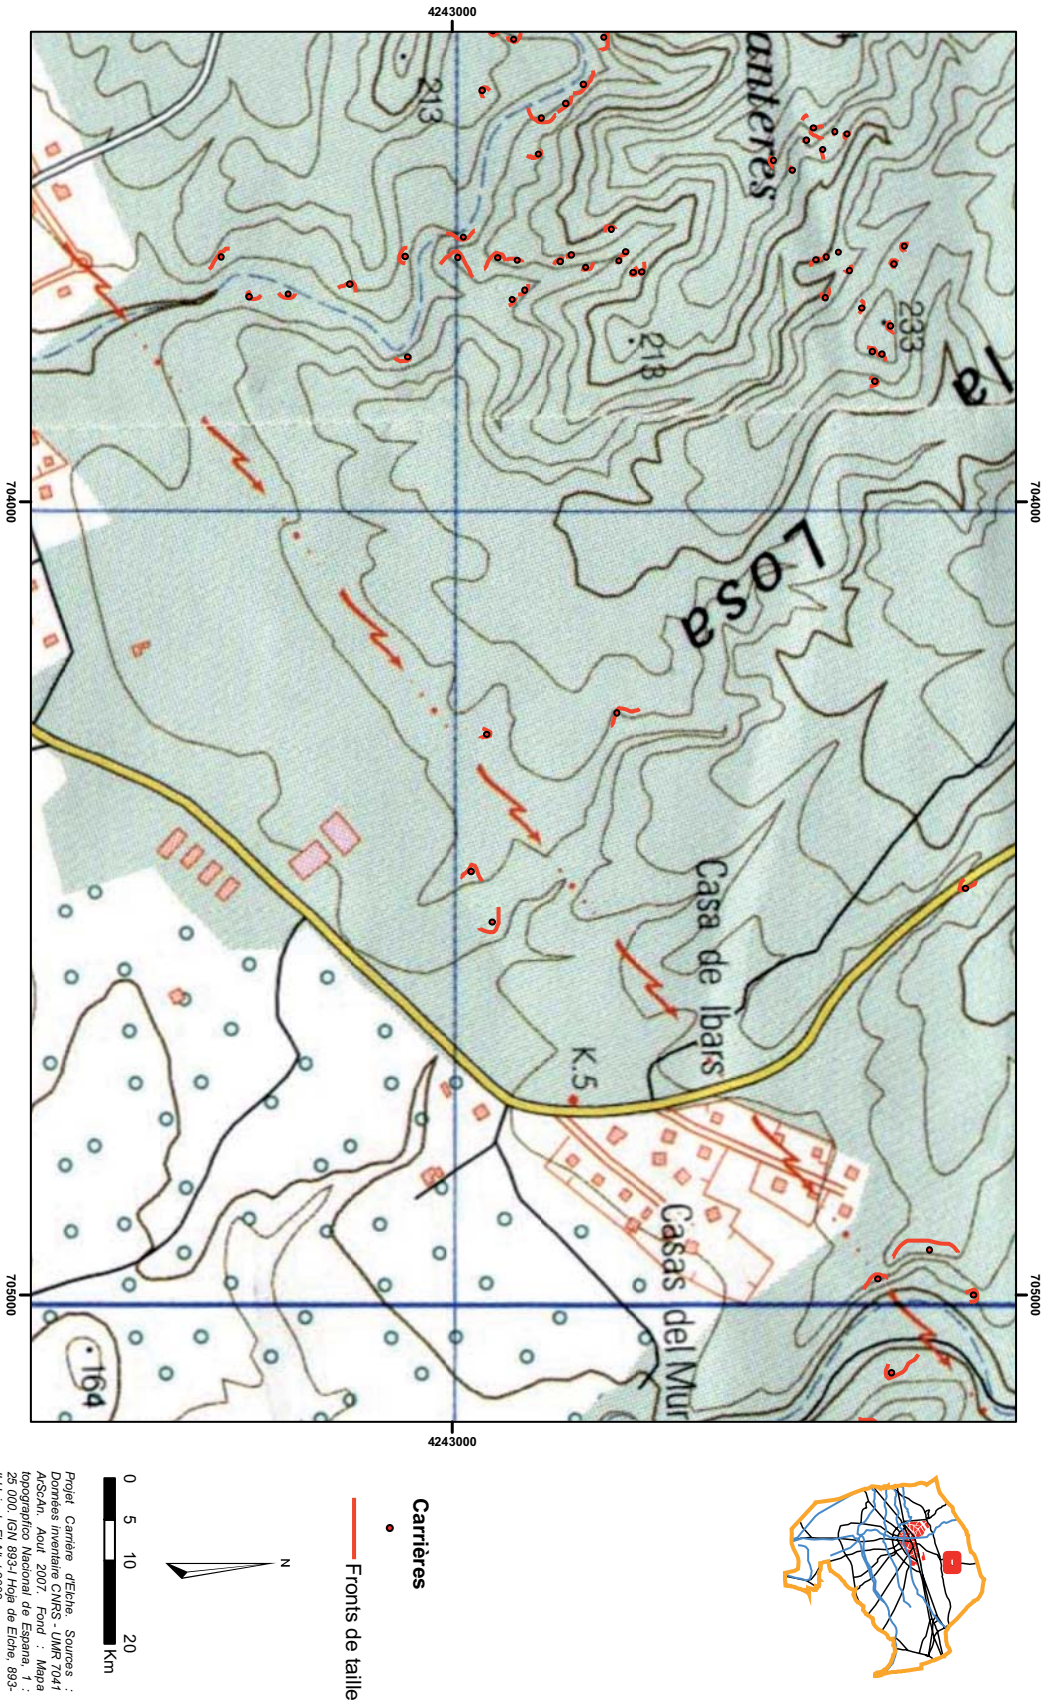 4243000
213
anteres
233
213
la
704000
704000
Losa
Casa de Ibars
K.5
Casas del Mur
705000
705000
164
4243000
Carrières
Fronts de taille
N
0 5 10 20
Km
Projet Carrière d'Elche. Sources :
Données inventaire CNRS - UMR 7041
ArScAn. Aout 2007. Fond : Mapa
topografico Nacional de Espana, 1 :
25 000. IGN 893-I Hoja de Elche, 893-